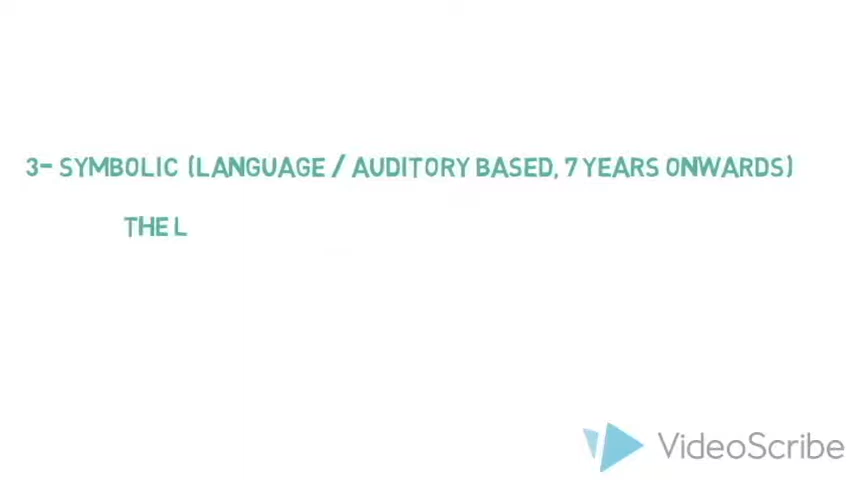 3- SYMBOLIC (LANGUAGE / AUDITORY BASED, 7 YEARS ONWARDS)
THE L
VideoScribe